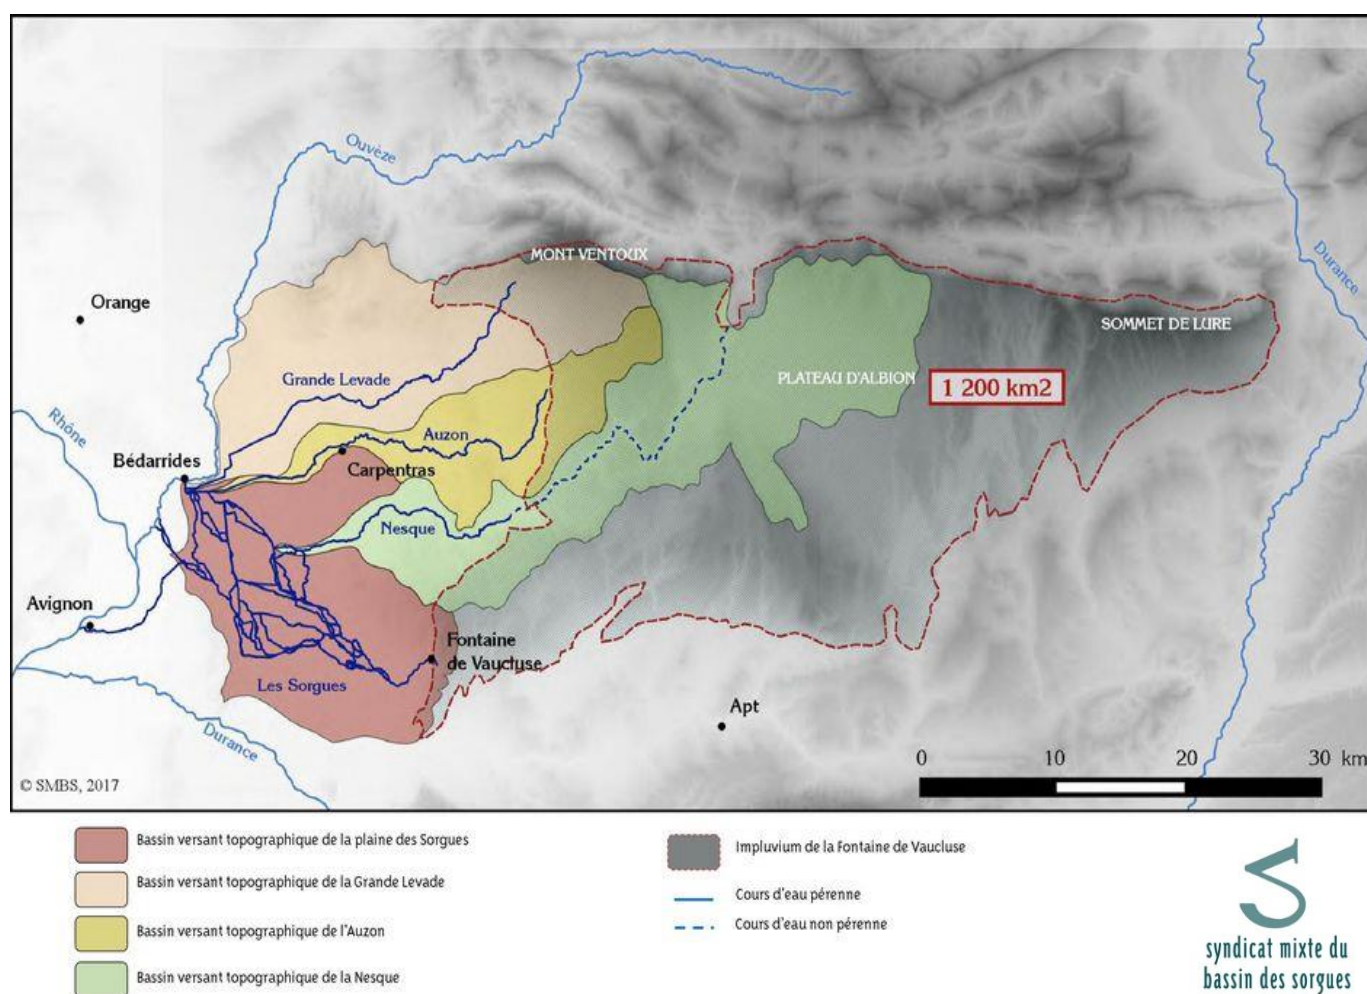 Ouvèze
MONT VENTOUX
Durance
Orange
SOMMET DE LURE
Grande Levade
PLATEAU D'ALBION
1 200 km2
Rhône
Auzon
Bédarrides
Carpentras
Nesque
Avignon
Fontaine
de Vaucluse
Les Sorgues
Apt
Durance
0 10 20 30 km
© SMBS, 2017
Bassin versant topographique de la plaine des Sorgues
Bassin versant topographique de la Grande Levade
Bassin versant topographique de l'Auzon
Bassin versant topographique de la Nesque
Impluvium de la Fontaine de Vaucluse
Cours d'eau pérenne
Cours d'eau non pérenne
syndicat mixte du
bassin des sorgues